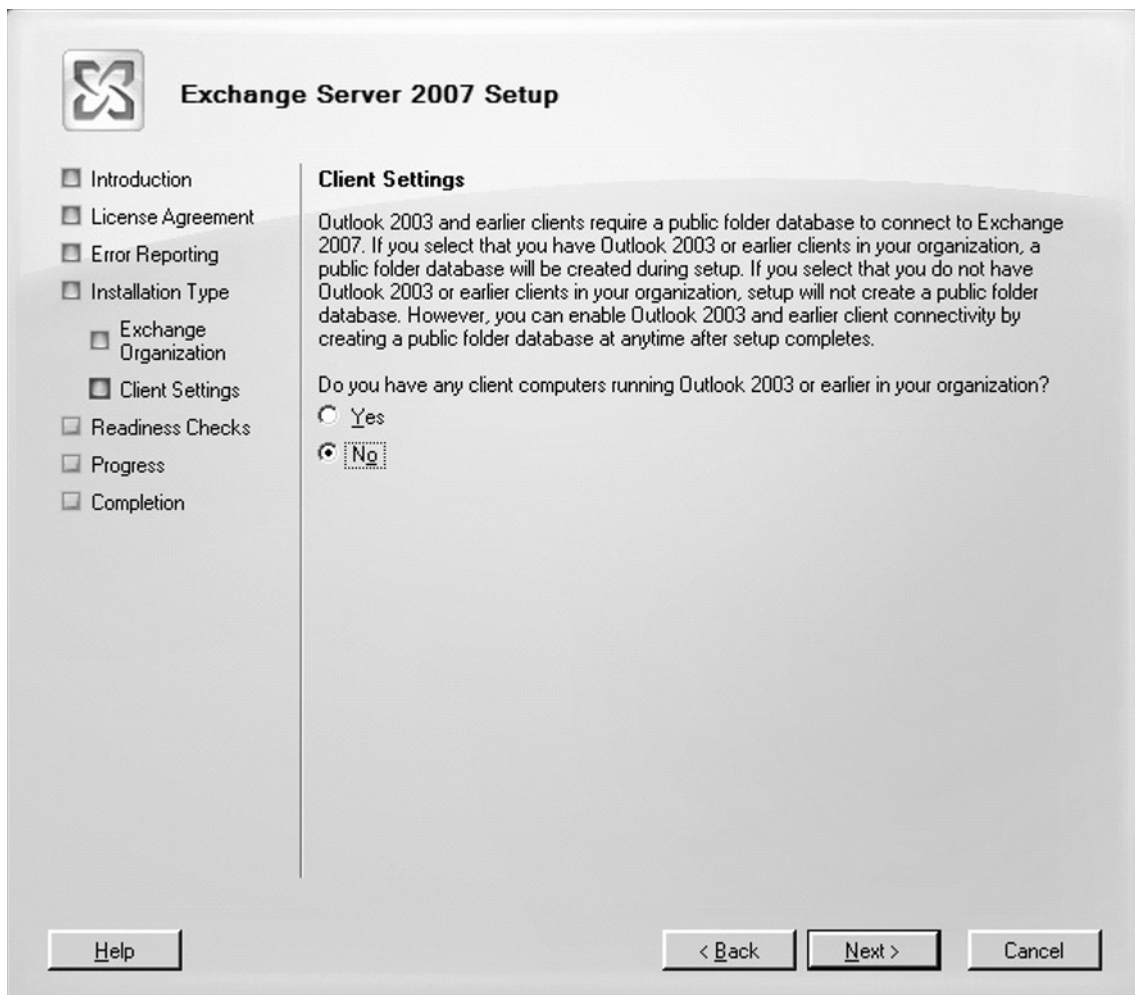 Exchange Server 2007 Setup
Introduction
License Agreement
Error Reporting
Installation Type
Exchange
Organization
Client Settings
Readiness Checks
Progress
Completion
Client Settings
Outlook 2003 and earlier clients require a public folder database to connect to Exchange
2007. If you select that you have Outlook 2003 or earlier clients in your organization, a
public folder database will be created during setup. If you select that you do not have
Outlook 2003 or earlier clients in your organization, setup will not create a public folder
database. However, you can enable Outlook 2003 and earlier client connectivity by
creating a public folder database at anytime after setup completes.
Do you have any client computers running Outlook 2003 or earlier in your organization?
Yes
No
Help
< Back
Next >
Cancel